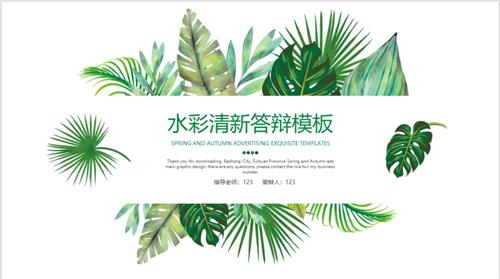 水彩清新答辩模板
SPRING AND AUTUMN ADVERTISING EXQUISITE TEMPLATES
Thank you for downloading, Bazhong City, Sichuan Province Spring and Autumn ads
main graphic design, there are any questions, please contact the rice hull my business
number.
指导老师：123 答辩人：123